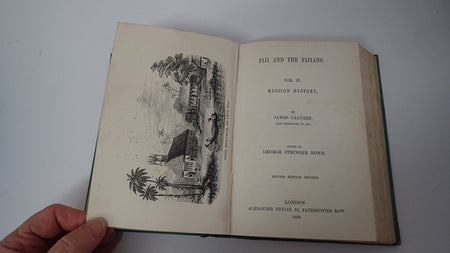 FIJI AND THE FIJIANS.
VOL. II.
MISSION HISTORY.
BY
JAMES CALVERT,
LATE MISSIONARY IN FIJI.
EDITED BY
GEORGE STRINGER ROWE.
SECOND EDITION, REVISED.
LONDON:
ALEXANDER HEYLIN, 28, PATERNOSTER ROW.